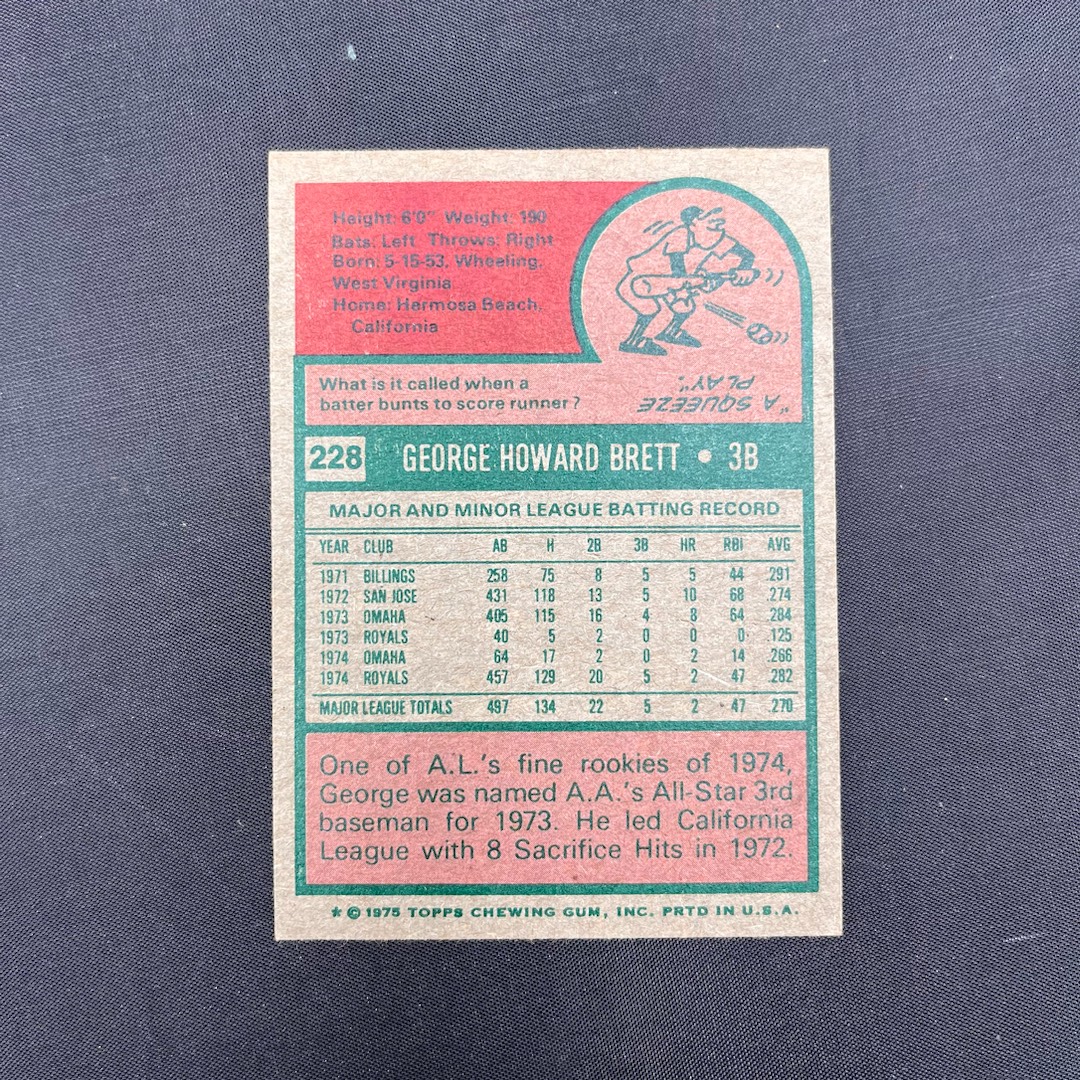 Height: 6'0" Weight: 190
Bats: Left Throws: Right
Born: 5-15-53, Wheeling,
West Virginia
Home: Hermosa Beach,
California
What is it called when a
batter bunts to score runner?
"A SQUEEZE
PLAY".
228 GEORGE HOWARD BRETT • 3B
MAJOR AND MINOR LEAGUE BATTING RECORD
YEAR CLUB AB H 2B 3B HR RBI AVG
1971 BILLINGS 258 75 8 5 5 44 .291
1972 SAN JOSE 431 118 13 5 10 68 .274
1973 OMAHA 405 115 16 4 8 64 .284
1973 ROYALS 40 5 2 0 0 0 .125
1974 OMAHA 64 17 2 0 2 14 .266
1974 ROYALS 457 129 20 5 2 47 .282
MAJOR LEAGUE TOTALS 497 134 22 5 2 47 .270
One of A.L.'s fine rookies of 1974,
George was named A.A.'s All-Star 3rd
baseman for 1973. He led California
League with 8 Sacrifice Hits in 1972.
* © 1975 TOPPS CHEWING GUM, INC. PRTD IN U.S.A.